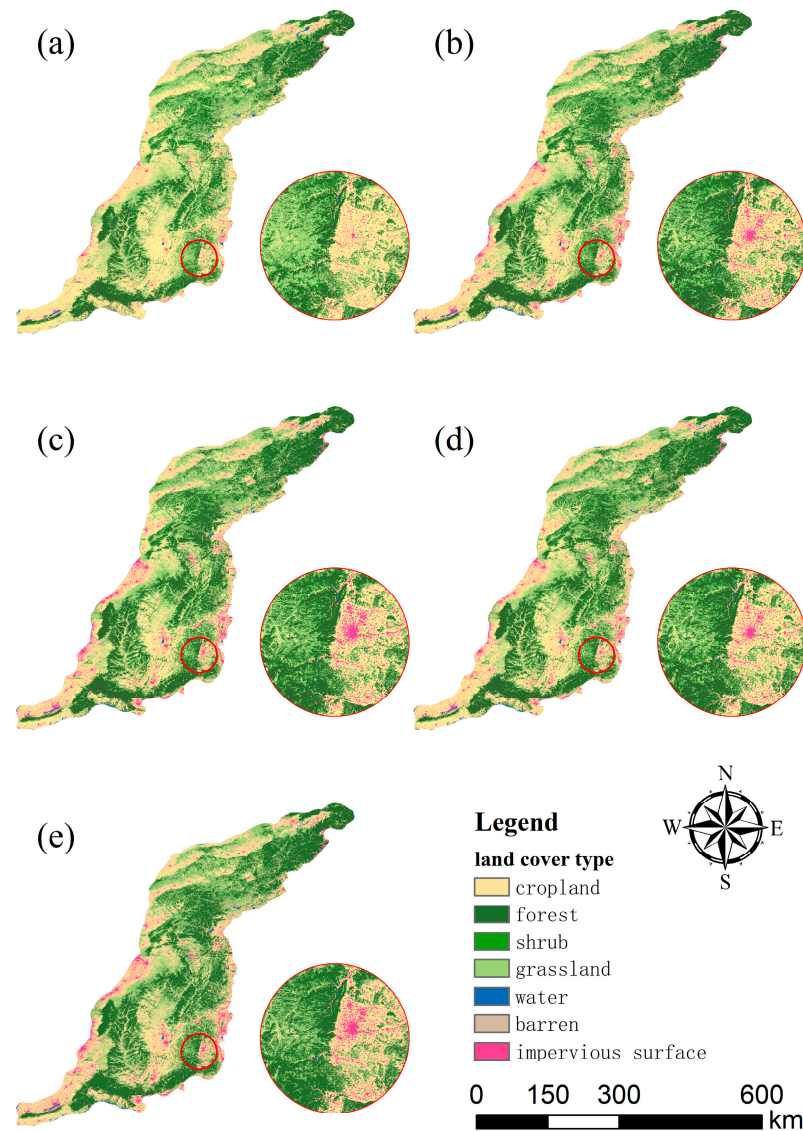 (a)
(b)
(c)
(d)
(e)
N
W
E
S
Legend
land cover type
cropland
forest
shrub
grassland
water
barren
impervious surface
0 150 300 600
km